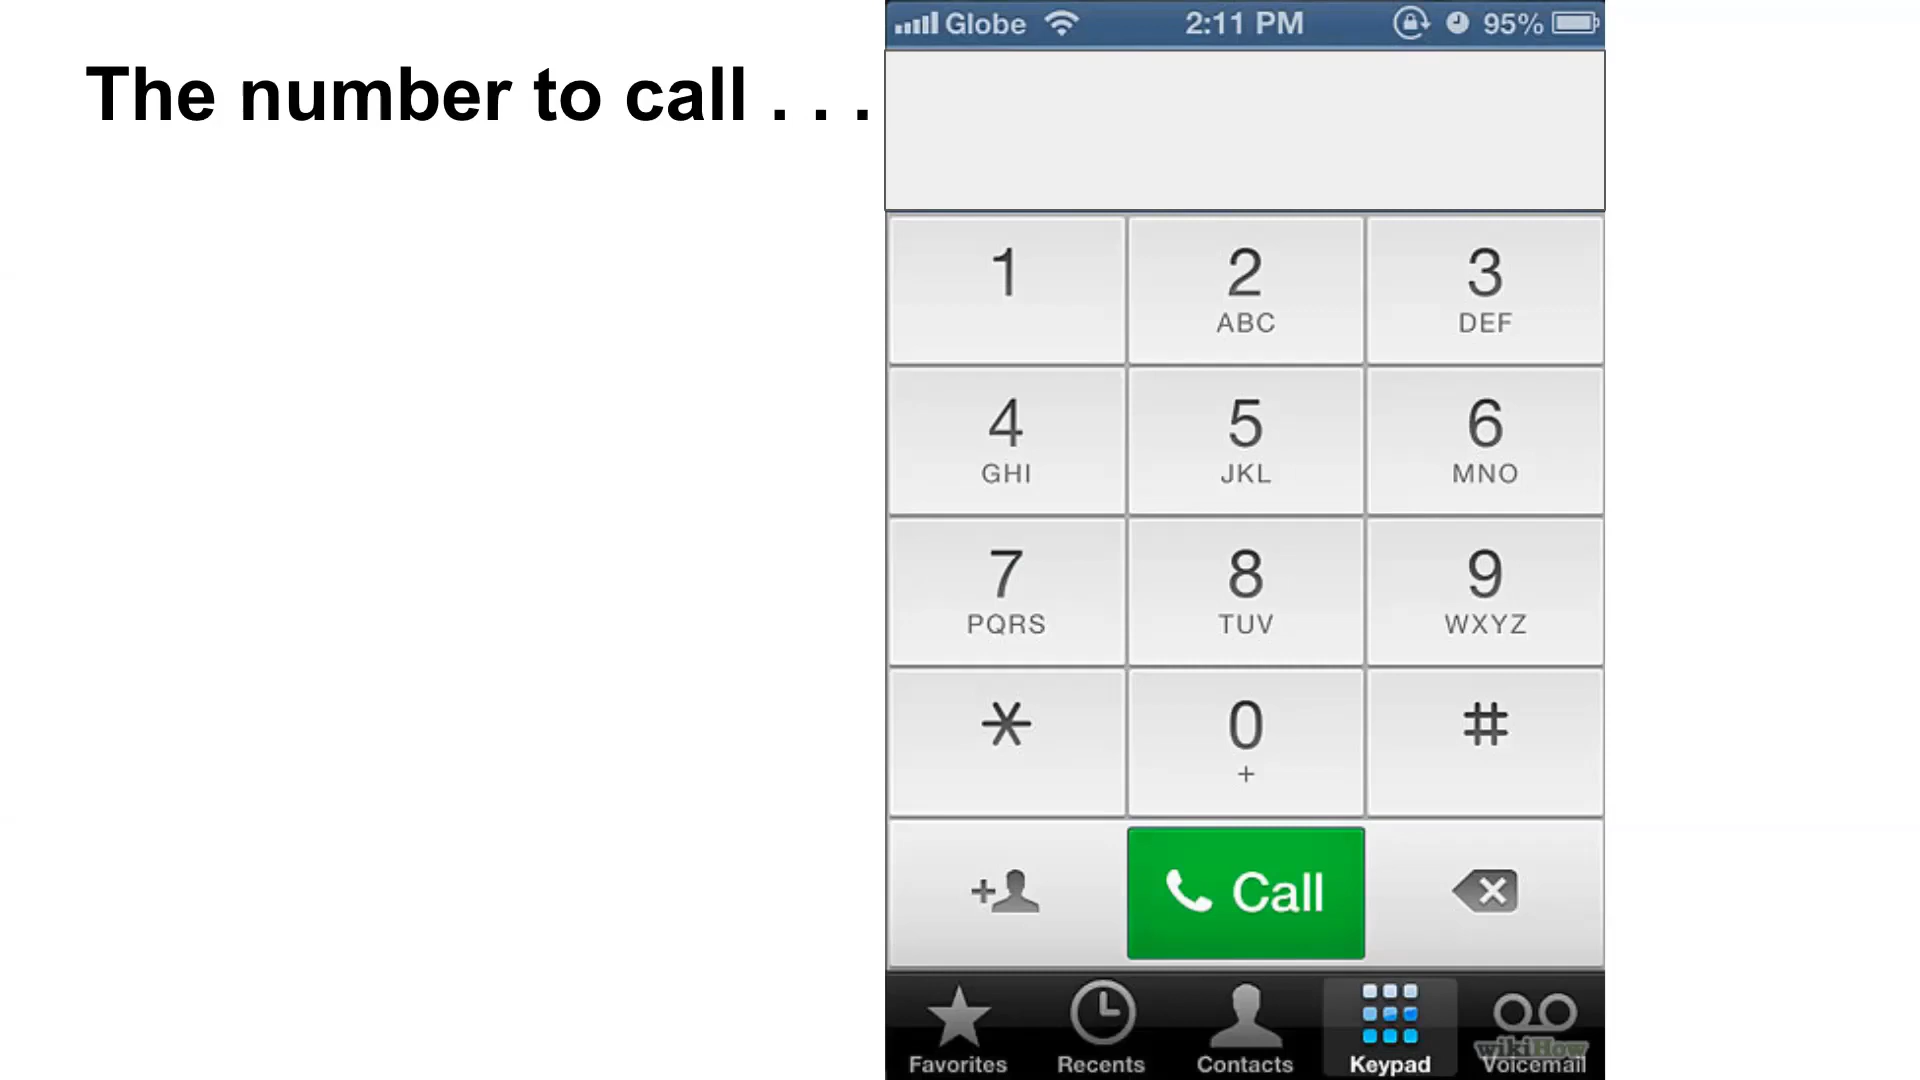 Globe 2:11 PM 95%
The number to call . . .
1 2 3
ABC DEF
4 5 6
GHI JKL MNO
7 8 9
PQRS TUV WXYZ
* 0 #
+
+ Call
Favorites Recents Contacts Keypad Voicemail
wikiHow